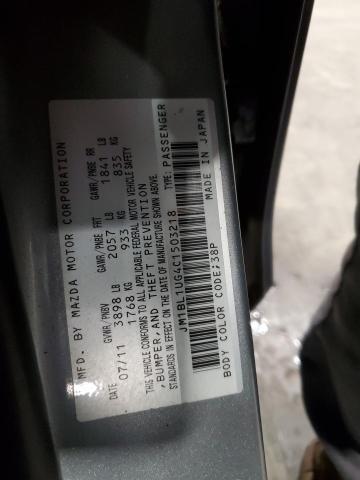 MFD. BY MAZDA MOTOR CORPORATION
DATE GVWR/PNBV GAWR/PNBE FRT GAWR/PNBE RR
07/11 3898 LB 2057 LB 1841 LB
1768 KG 933 KG 835 KG
THIS VEHICLE CONFORMS TO ALL APPLICABLE FEDERAL MOTOR VEHICLE SAFETY
,BUMPER,AND THEFT PREVENTION
STANDARDS IN EFFECT ON THE DATE OF MANUFACTURE SHOWN ABOVE.
JM1BL1UG4C1503218 TYPE: PASSENGER
BODY COLOR CODE;38P MADE IN JAPAN